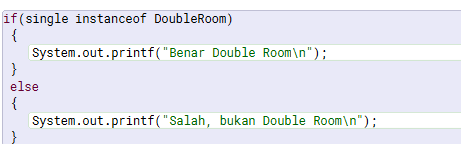 if(single instanceof DoubleRoom)
{
System.out.printf("Benar Double Room\n");
}
else
{
System.out.printf("Salah, bukan Double Room\n");
}